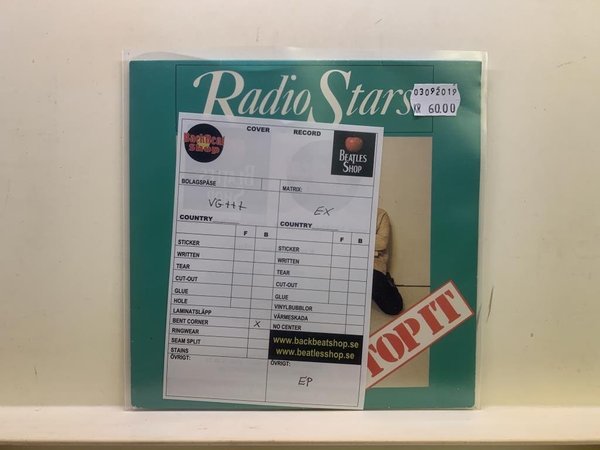 Radio Stars
03092019
KR 60.00
COVER
RECORD
BackBeat
Shop
BEATLES
SHOP
BOLAGSPÅSE
MATRIX:
VG+++
EX
COUNTRY
COUNTRY
F B
F B
STICKER
WRITTEN
TEAR
CUT-OUT
GLUE
HOLE
LAMINATSLÄPP
BENT CORNER X
RINGWEAR
SEAM SPLIT
STAINS
ÖVRIGT:
STICKER
WRITTEN
TEAR
CUT-OUT
GLUE
VINYLBUBBLOR
VÄRMESKADA
NO CENTER
www.backbeatshop.se
www.beatlesshop.se
ÖVRIGT:
EP
TOP IT